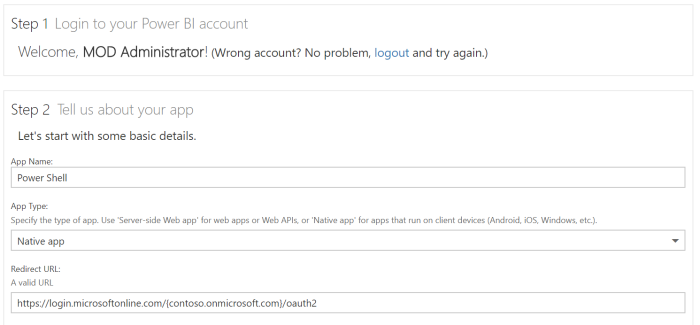 Step 1 Login to your Power BI account
Welcome, MOD Administrator! (Wrong account? No problem, logout and try again.)
Step 2 Tell us about your app
Let's start with some basic details.
App Name:
Power Shell
App Type:
Specify the type of app. Use 'Server-side Web app' for web apps or Web APIs, or 'Native app' for apps that run on client devices (Android, iOS, Windows, etc.).
Native app
Redirect URL:
A valid URL
https://login.microsoftonline.com/{contoso.onmicrosoft.com}/oauth2